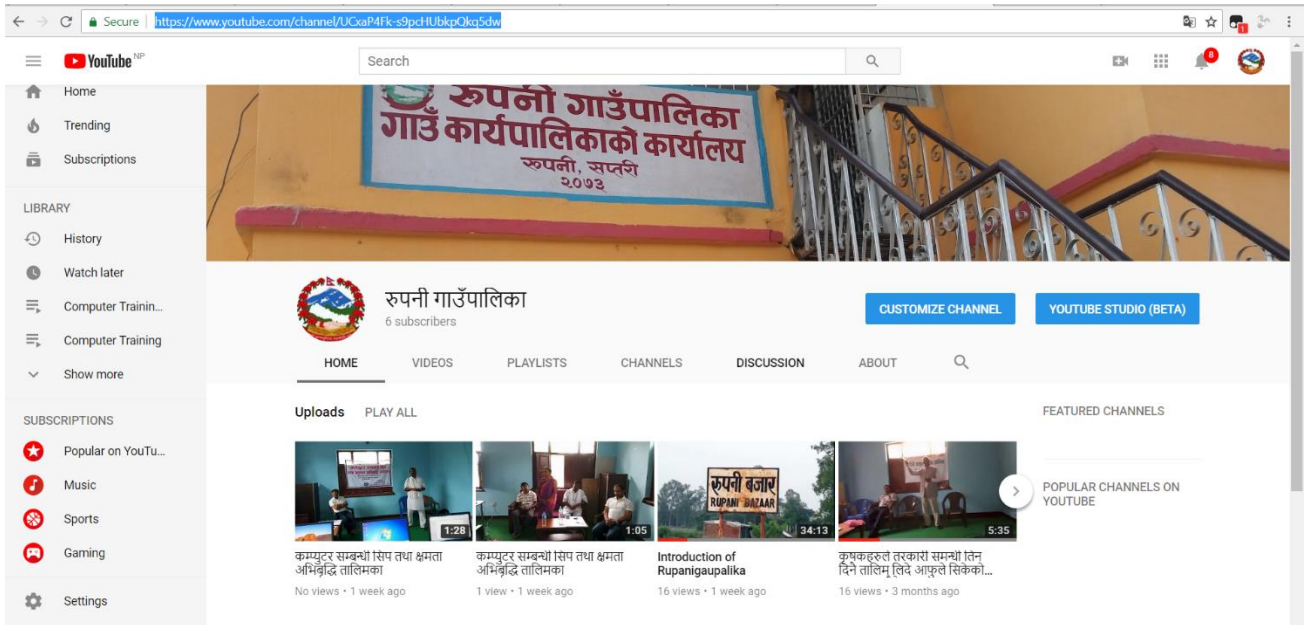 Secure https://www.youtube.com/channel/UCxaP4Fk-s9pcHUbkpQkq5dw
YouTube NP
Search
8
1
Home
Trending
Subscriptions
LIBRARY
History
Watch later
Computer Trainin...
Computer Training
Show more
SUBSCRIPTIONS
Popular on YouTu...
Music
Sports
Gaming
Settings
रुपनी गाउँपालिका
गाउँ कार्यपालिकाको कार्यालय
रुपनी, सप्तरी
२०७३
रुपनी गाउँपालिका
6 subscribers
CUSTOMIZE CHANNEL
YOUTUBE STUDIO (BETA)
HOME VIDEOS PLAYLISTS CHANNELS DISCUSSION ABOUT
Uploads PLAY ALL
1:28
कम्प्युटर सम्बन्धी सिप तथा क्षमता
अभिबृद्धि तालिमका
No views • 1 week ago
1:05
कम्प्युटर सम्बन्धी सिप तथा क्षमता
अभिबृद्धि तालिमका
1 view • 1 week ago
रुपनी बजार
RUPANI BAZAAR
34:13
Introduction of
Rupanigaupalika
16 views • 1 week ago
5:35
कृषकहरुले तरकारी समन्धी तिन
दिने तालिम लिदे आफुले सिकेको...
16 views • 3 months ago
FEATURED CHANNELS
POPULAR CHANNELS ON
YOUTUBE